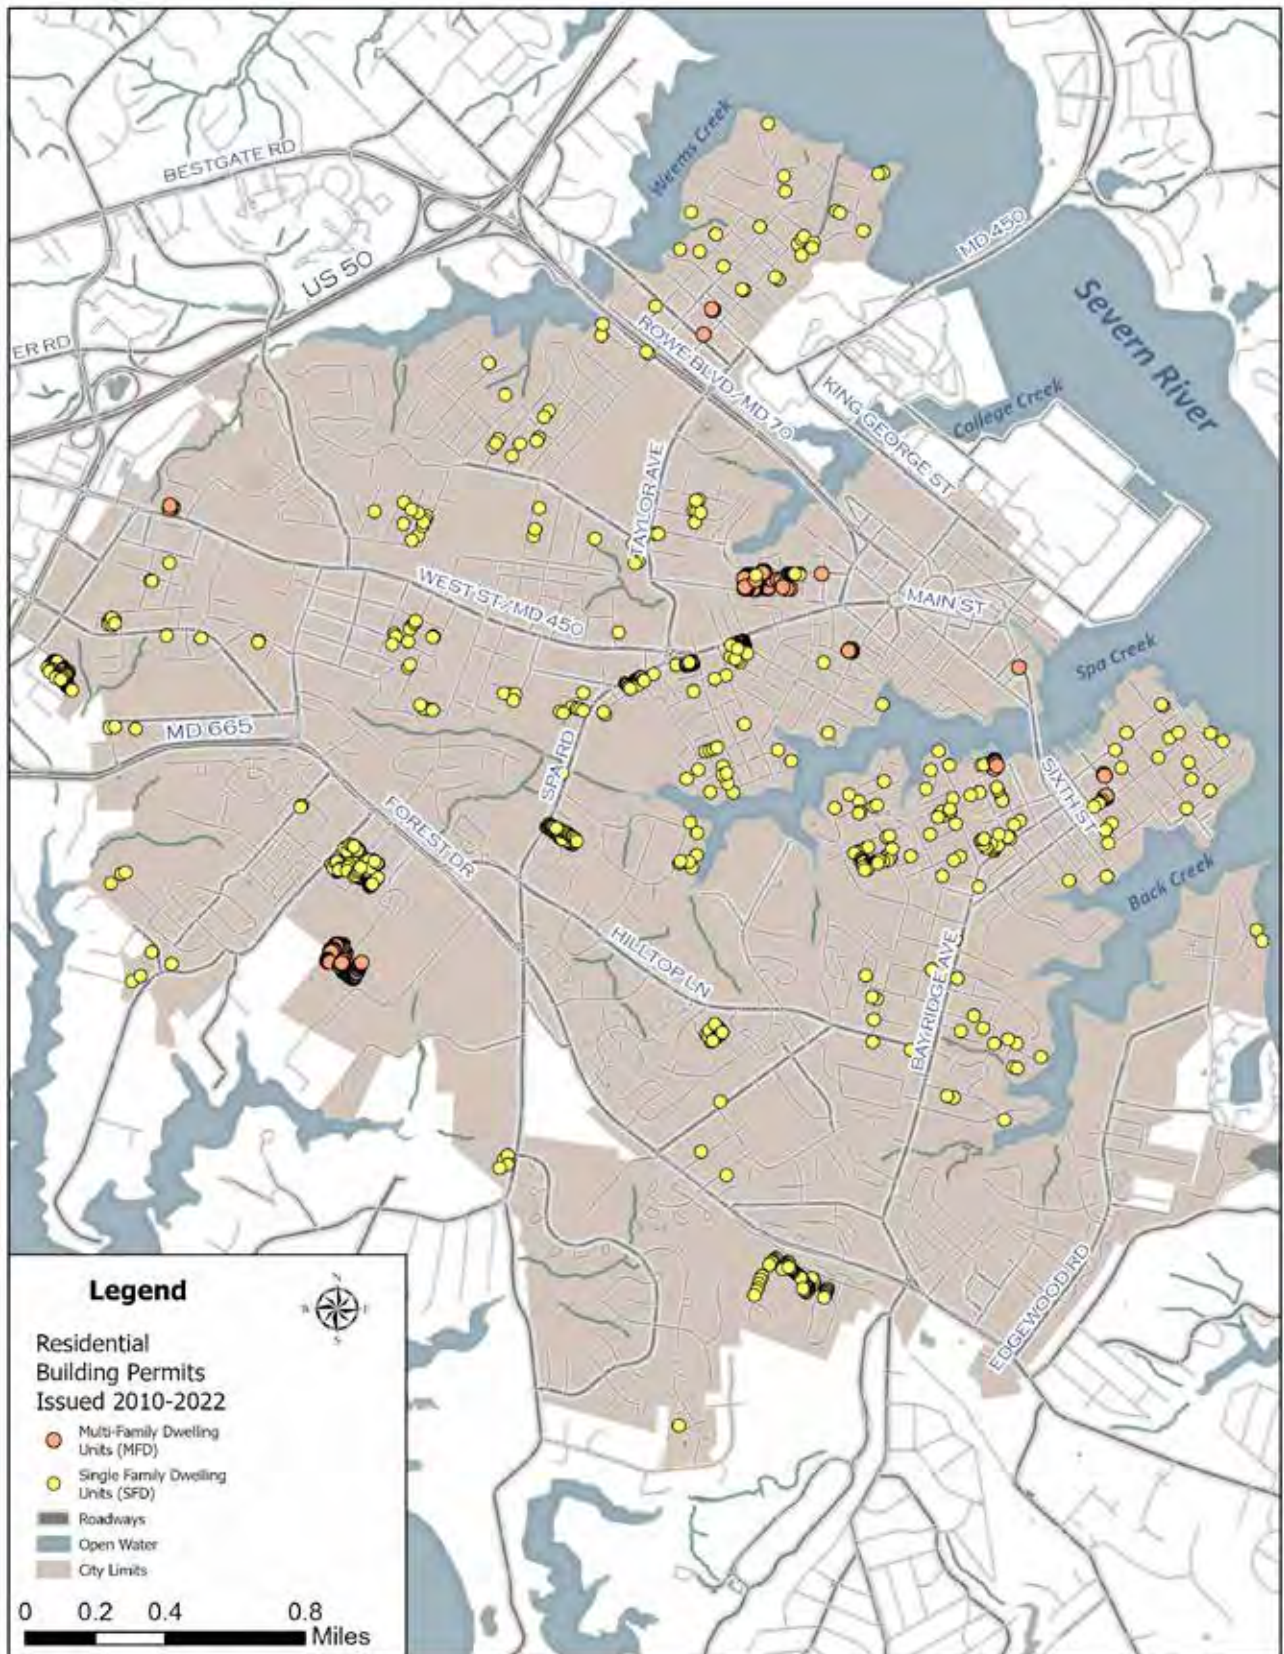 Weems Creek
BESTGATE RD
MD 450
US 50
Severn River
ER RD
ROWE BLVD/MD 70
KING GEORGE ST
College Creek
TAYLOR AVE
WEST ST./MD 450
MAIN ST
Spa Creek
MD 665
SPA RD
SIXTH ST
FOREST DR
Back Creek
HILLTOP LN
BAY RIDGE AVE
EDGEWOOD RD
Legend
N
W E
S
Residential
Building Permits
Issued 2010-2022
Multi-Family Dwelling
Units (MFD)
Single Family Dwelling
Units (SFD)
Roadways
Open Water
City Limits
0 0.2 0.4 0.8
Miles